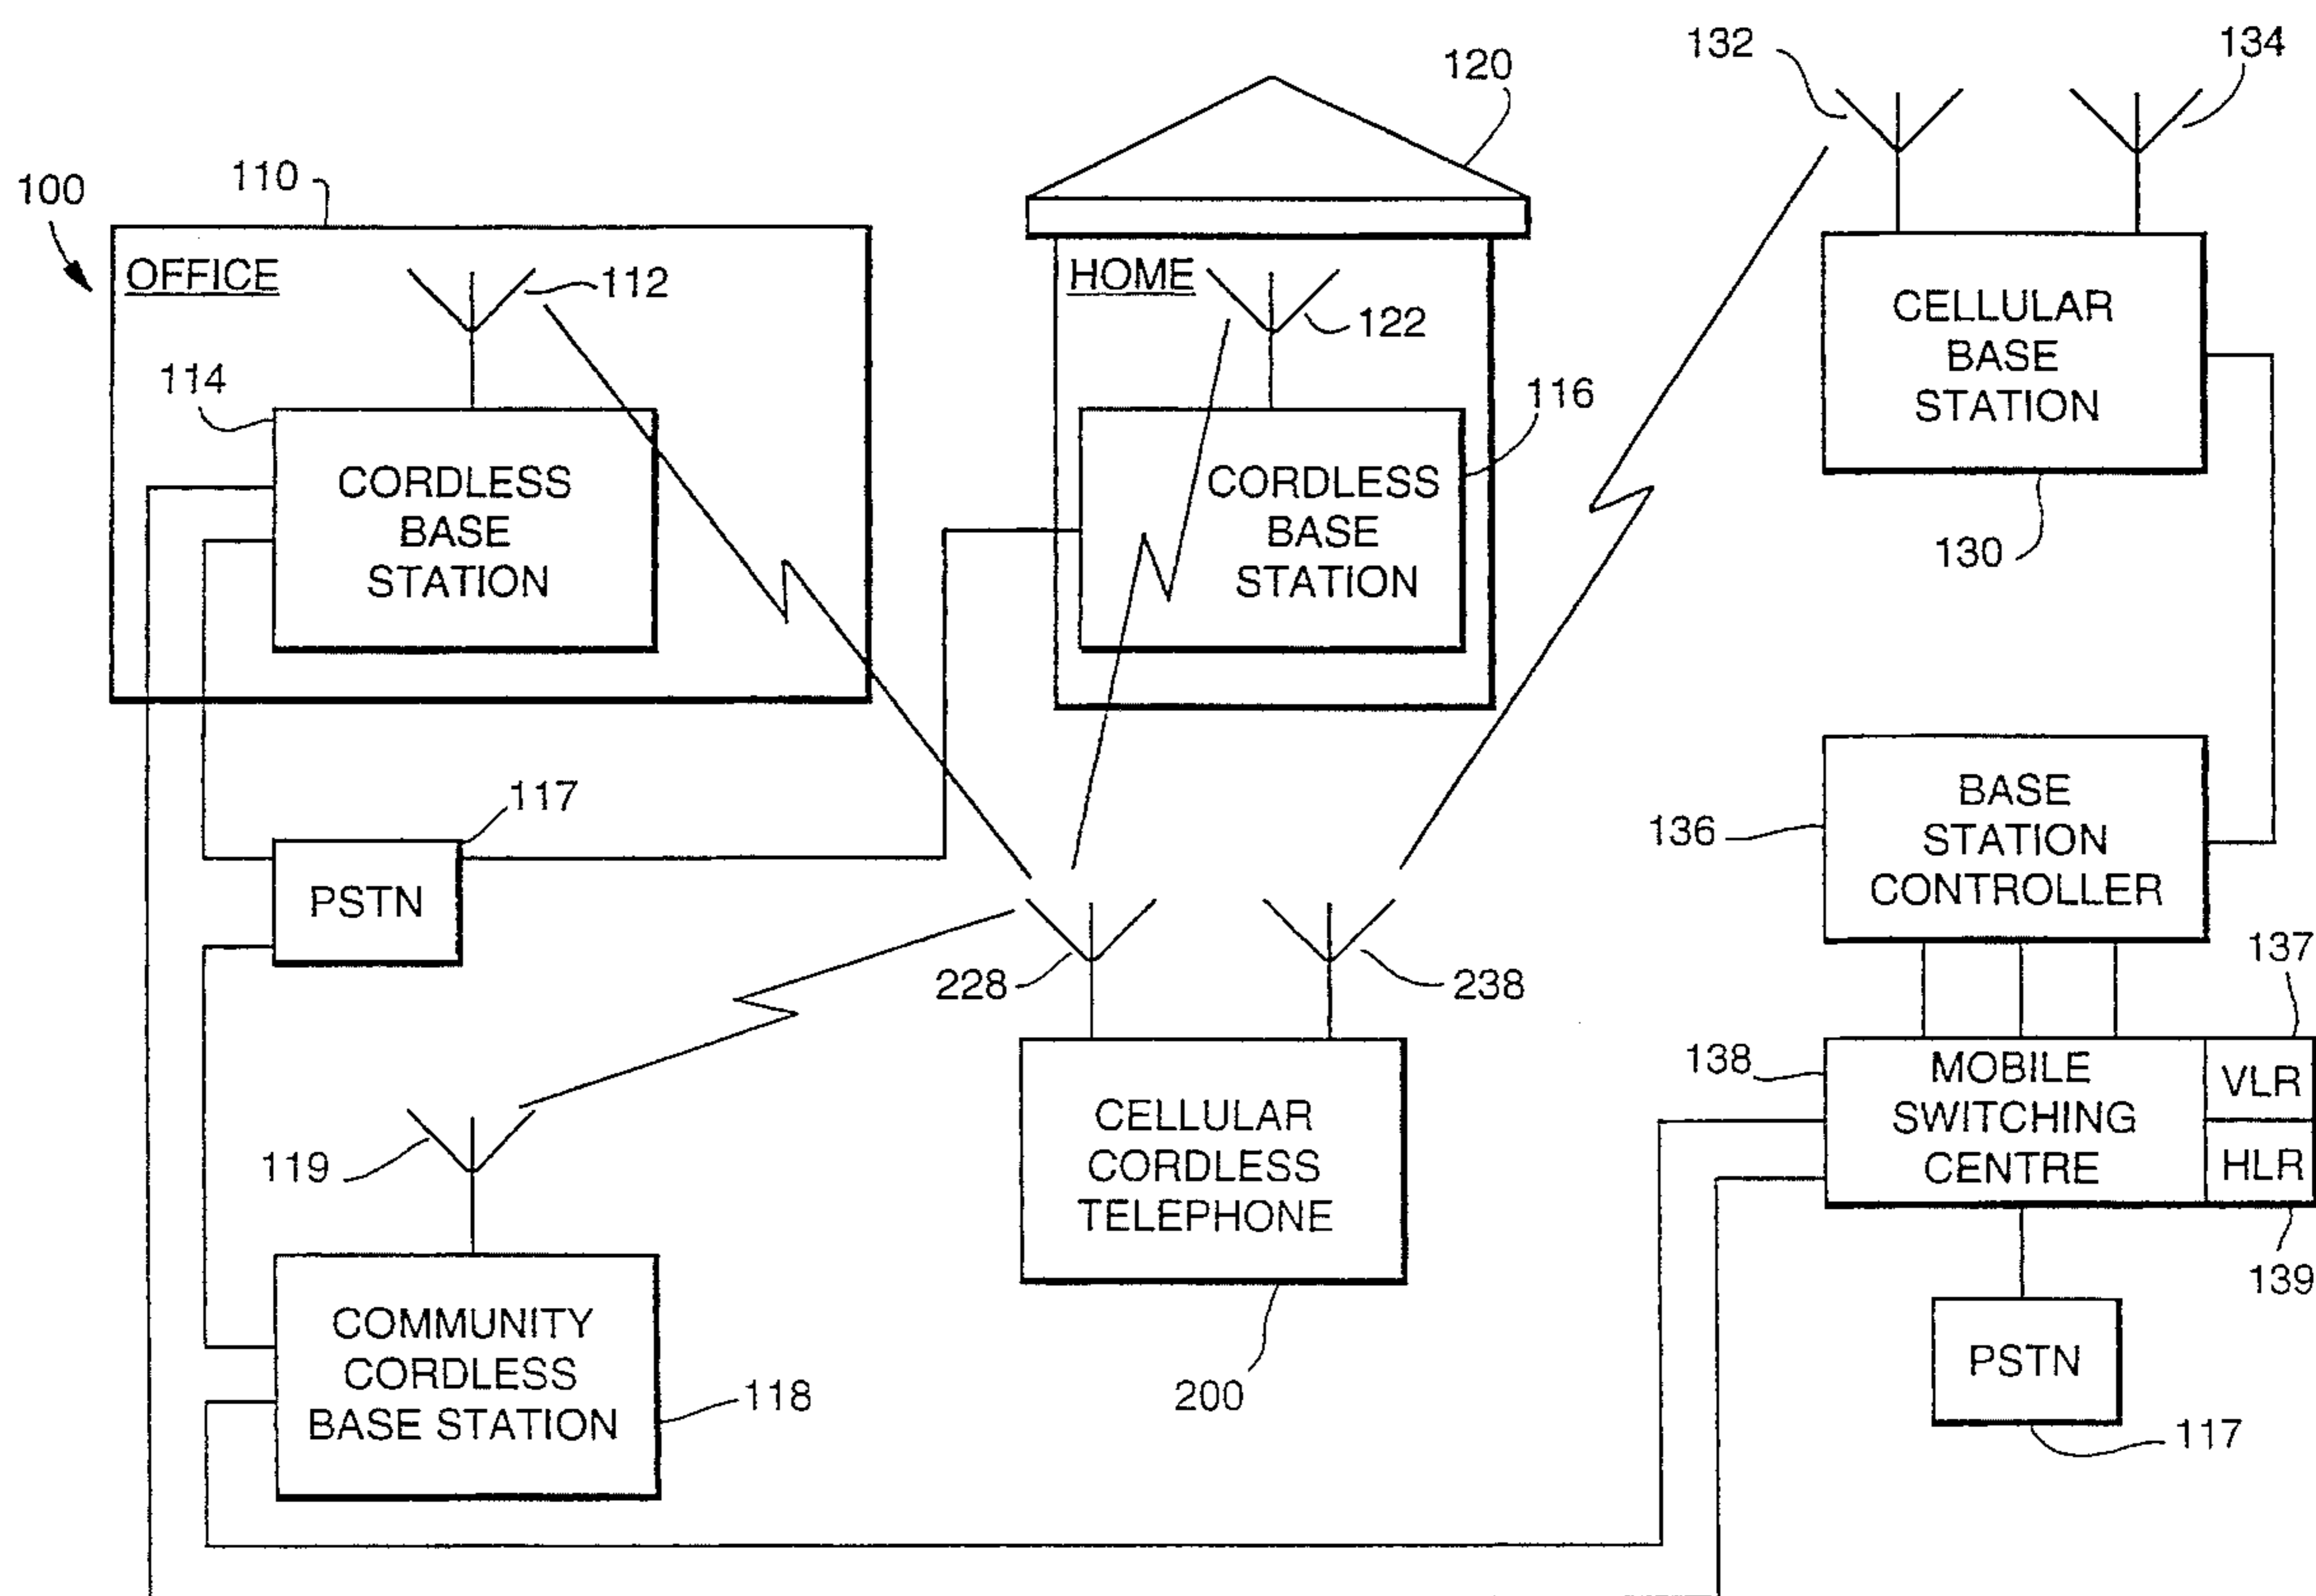 132
134
120
110
100
OFFICE
112
HOME
122
CELLULAR
BASE
STATION
114
116
CORDLESS
BASE
STATION
CORDLESS
BASE
STATION
130
117
BASE
STATION
CONTROLLER
136
PSTN
137
228
238
138
MOBILE
SWITCHING
CENTRE
VLR
HLR
119
CELLULAR
CORDLESS
TELEPHONE
139
COMMUNITY
CORDLESS
BASE STATION
118
200
PSTN
117